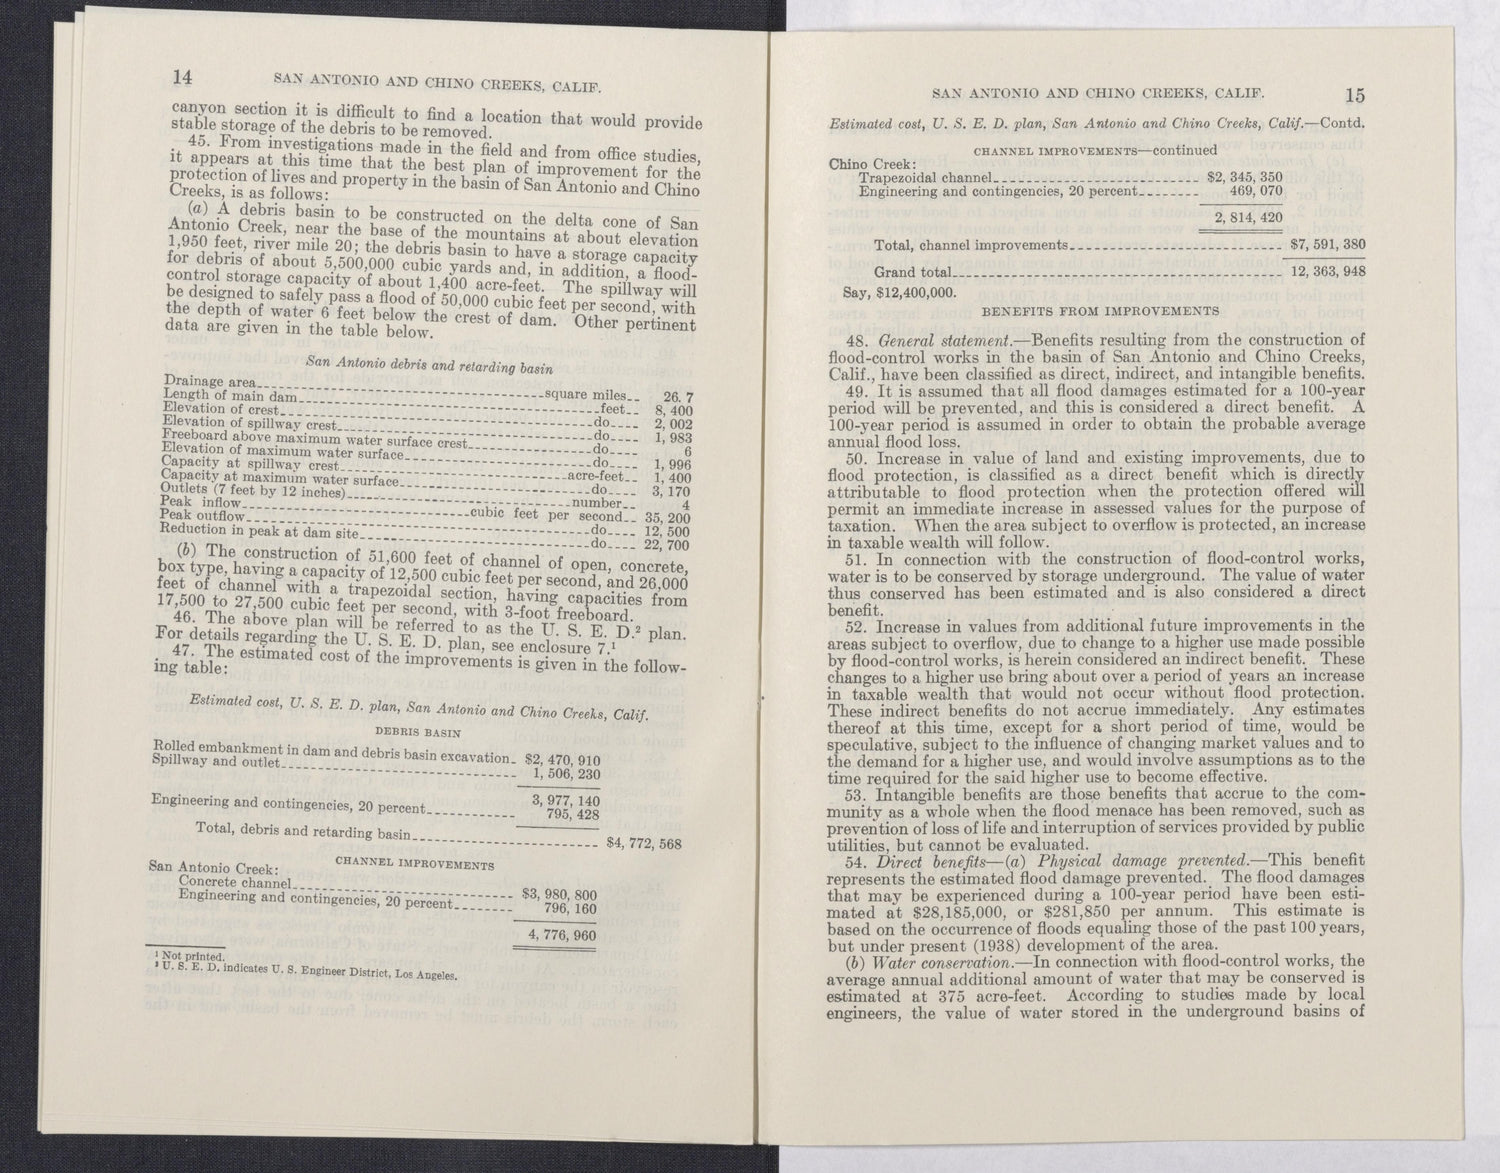 14 SAN ANTONIO AND CHINO CREEKS, CALIF.
canyon section it is difficult to find a location that would provide
stable storage of the debris to be removed.
45. From investigations made in the field and from office studies,
it appears at this time that the best plan of improvement for the
protection of lives and property in the basin of San Antonio and Chino
Creeks, is as follows:
(a) A debris basin to be constructed on the delta cone of San
Antonio Creek, near the base of the mountains at about elevation
1,950 feet, river mile 20; the debris basin to have a storage capacity
for debris of about 5,500,000 cubic yards and, in addition, a flood-
control storage capacity of about 1,400 acre-feet. The spillway will
be designed to safely pass a flood of 50,000 cubic feet per second, with
the depth of water 6 feet below the crest of dam. Other pertinent
data are given in the table below.
San Antonio debris and retarding basin
Drainage area square miles 26.7
Length of main dam feet 8,400
Elevation of crest do 2,002
Elevation of spillway crest do 1,983
Freeboard above maximum water surface crest do 6
Elevation of maximum water surface do 1,996
Capacity at spillway crest acre-feet 1,400
Capacity at maximum water surface do 3,170
Outlets (7 feet by 12 inches) number 4
Peak inflow cubic feet per second 35,200
Peak outflow do 12,500
Reduction in peak at dam site do 22,700
(b) The construction of 51,600 feet of channel of open, concrete,
box type, having a capacity of 12,500 cubic feet per second, and 26,000
feet of channel with a trapezoidal section, having capacities from
17,500 to 27,500 cubic feet per second, with 3-foot freeboard.
46. The above plan will be referred to as the U. S. E. D.² plan.
For details regarding the U. S. E. D. plan, see enclosure 7.¹
47. The estimated cost of the improvements is given in the follow-
ing table:
Estimated cost, U. S. E. D. plan, San Antonio and Chino Creeks, Calif.
DEBRIS BASIN
Rolled embankment in dam and debris basin excavation $2,470,910
Spillway and outlet 1,506,230
3,977,140
Engineering and contingencies, 20 percent 795,428
Total, debris and retarding basin $4,772,568
CHANNEL IMPROVEMENTS
San Antonio Creek:
Concrete channel $3,980,800
Engineering and contingencies, 20 percent 796,160
4,776,960
¹ Not printed.
² U. S. E. D. indicates U. S. Engineer District, Los Angeles.
SAN ANTONIO AND CHINO CREEKS, CALIF. 15
Estimated cost, U. S. E. D. plan, San Antonio and Chino Creeks, Calif.—Contd.
CHANNEL IMPROVEMENTS—continued
Chino Creek:
Trapezoidal channel $2,345,350
Engineering and contingencies, 20 percent 469,070
2,814,420
Total, channel improvements $7,591,380
Grand total 12,363,948
Say, $12,400,000.
BENEFITS FROM IMPROVEMENTS
48. General statement.—Benefits resulting from the construction of
flood-control works in the basin of San Antonio and Chino Creeks,
Calif., have been classified as direct, indirect, and intangible benefits.
49. It is assumed that all flood damages estimated for a 100-year
period will be prevented, and this is considered a direct benefit. A
100-year period is assumed in order to obtain the probable average
annual flood loss.
50. Increase in value of land and existing improvements, due to
flood protection, is classified as a direct benefit which is directly
attributable to flood protection when the protection offered will
permit an immediate increase in assessed values for the purpose of
taxation. When the area subject to overflow is protected, an increase
in taxable wealth will follow.
51. In connection with the construction of flood-control works,
water is to be conserved by storage underground. The value of water
thus conserved has been estimated and is also considered a direct
benefit.
52. Increase in values from additional future improvements in the
areas subject to overflow, due to change to a higher use made possible
by flood-control works, is herein considered an indirect benefit. These
changes to a higher use bring about over a period of years an increase
in taxable wealth that would not occur without flood protection.
These indirect benefits do not accrue immediately. Any estimates
thereof at this time, except for a short period of time, would be
speculative, subject to the influence of changing market values and to
the demand for a higher use, and would involve assumptions as to the
time required for the said higher use to become effective.
53. Intangible benefits are those benefits that accrue to the com-
munity as a whole when the flood menace has been removed, such as
prevention of loss of life and interruption of services provided by public
utilities, but cannot be evaluated.
54. Direct benefits—(a) Physical damage prevented.—This benefit
represents the estimated flood damage prevented. The flood damages
that may be experienced during a 100-year period have been esti-
mated at $28,185,000, or $281,850 per annum. This estimate is
based on the occurrence of floods equaling those of the past 100 years,
but under present (1938) development of the area.
(b) Water conservation.—In connection with flood-control works, the
average annual additional amount of water that may be conserved is
estimated at 375 acre-feet. According to studies made by local
engineers, the value of water stored in the underground basins of